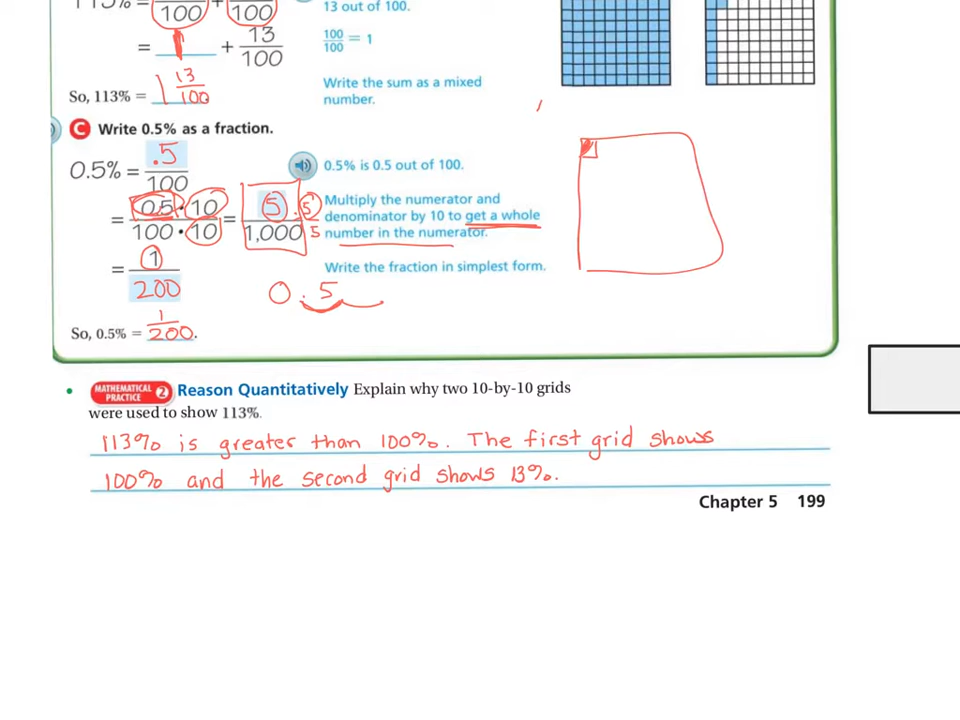 113% = 100 + 100
13 out of 100.
= 1 + 13/100
100/100 = 1
So, 113% = 1 13/100
Write the sum as a mixed
number.
C Write 0.5% as a fraction.
0.5% = .5/100
0.5% is 0.5 out of 100.
= 0.5 · 10 / 100 · 10 = 5/1,000 ÷ 5/5
Multiply the numerator and
denominator by 10 to get a whole
number in the numerator.
= 1/200
Write the fraction in simplest form.
0.5
So, 0.5% = 1/200.
• MATHEMATICAL PRACTICE 2 Reason Quantitatively Explain why two 10-by-10 grids
were used to show 113%.
113% is greater than 100%. The first grid shows
100% and the second grid shows 13%.
Chapter 5 199